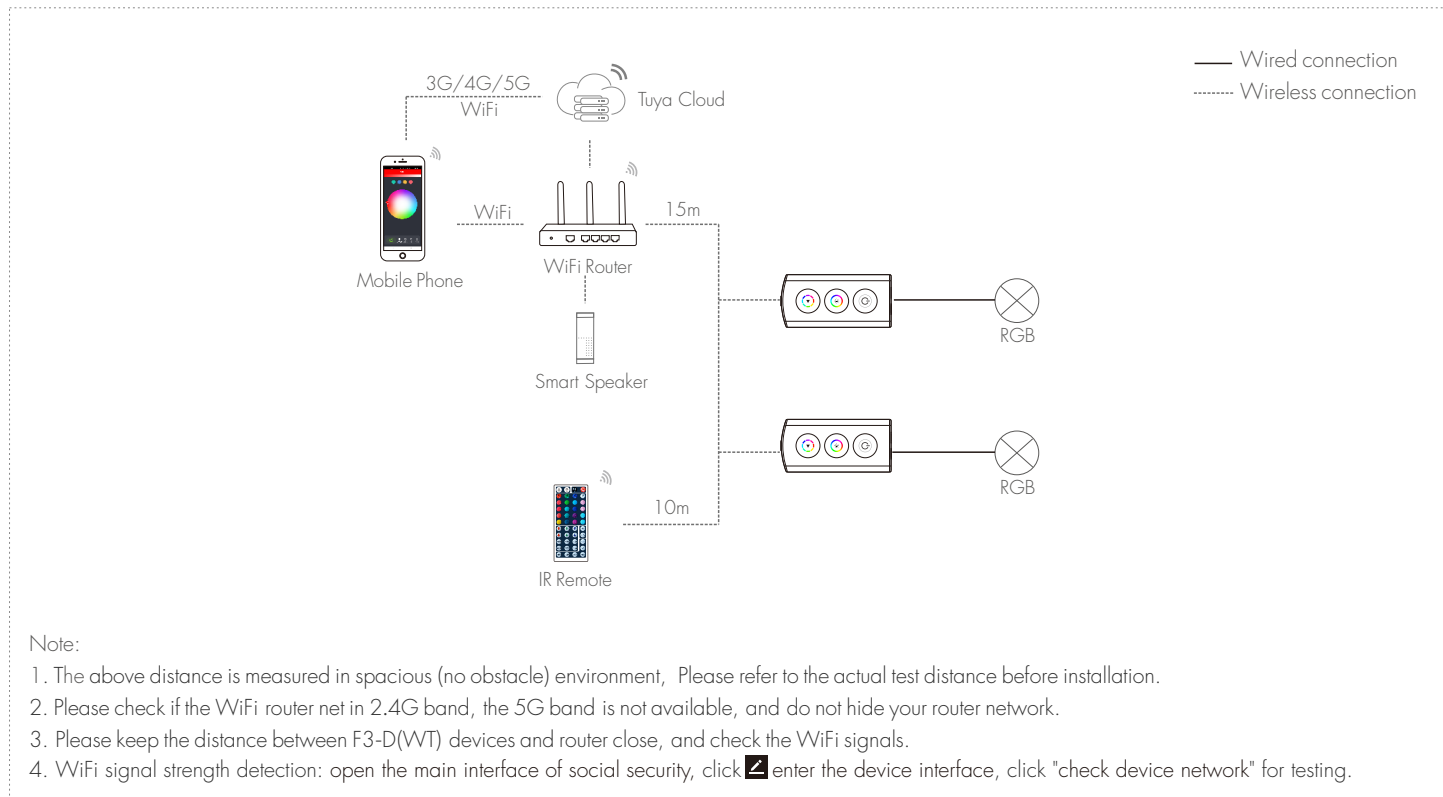 Wired connection
Wireless connection
3G/4G/5G
WiFi
Tuya Cloud
WiFi
15m
Mobile Phone
WiFi Router
RGB
Smart Speaker
RGB
10m
IR Remote
Note:
1. The above distance is measured in spacious (no obstacle) environment, Please refer to the actual test distance before installation.
2. Please check if the WiFi router net in 2.4G band, the 5G band is not available, and do not hide your router network.
3. Please keep the distance between F3-D(WT) devices and router close, and check the WiFi signals.
4. WiFi signal strength detection: open the main interface of social security, click enter the device interface, click "check device network" for testing.